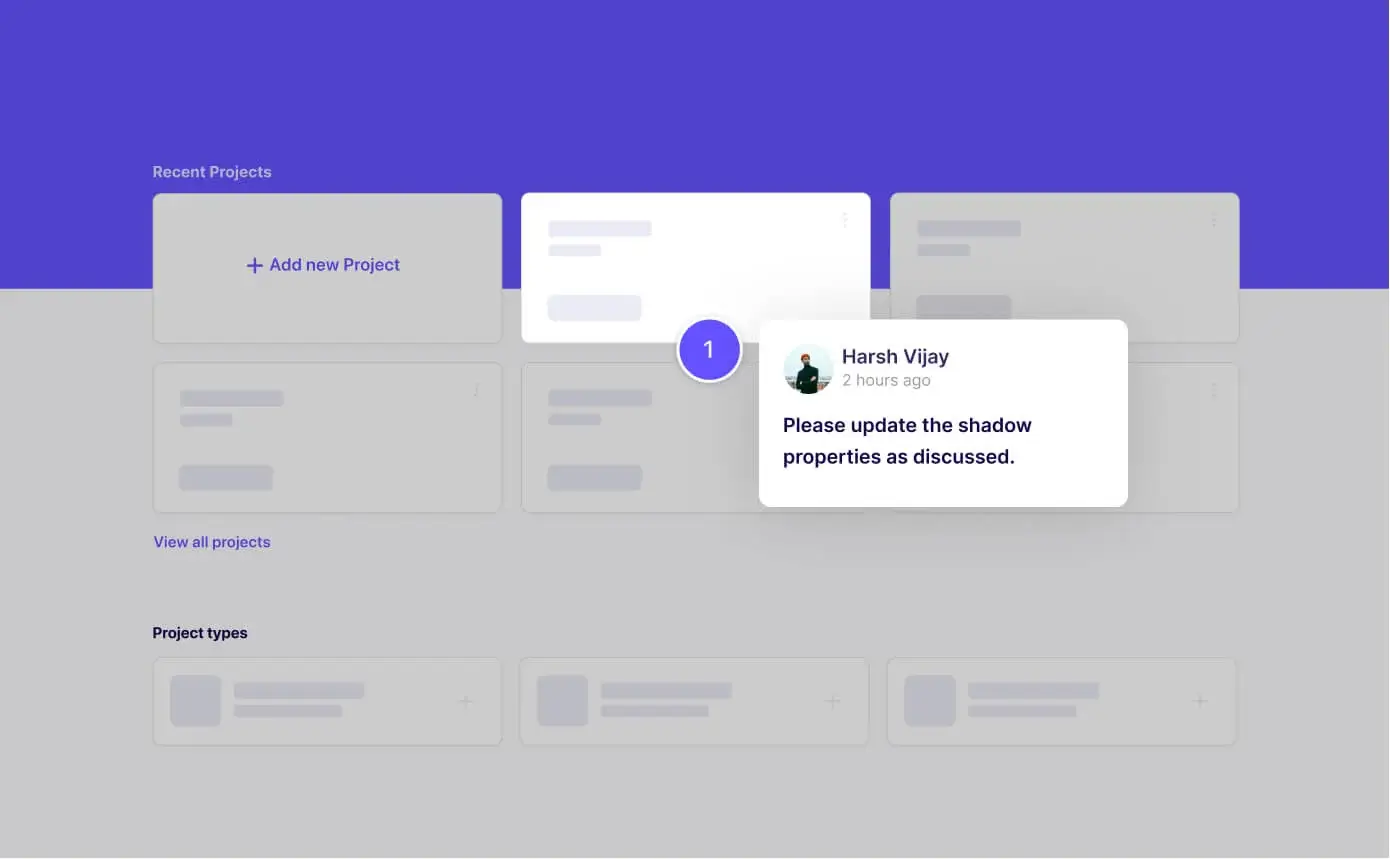 Recent Projects
+ Add new Project
1
Harsh Vijay
2 hours ago
Please update the shadow
properties as discussed.
View all projects
Project types